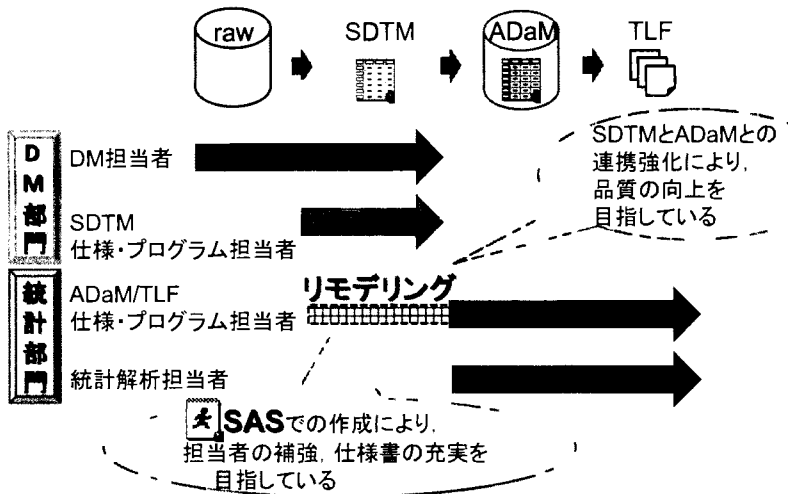 raw
SDTM
ADaM
TLF
DM部門
DM担当者
SDTM
仕様・プログラム担当者
SDTMとADaMとの
連携強化により,
品質の向上を
目指している
統計部門
ADaM/TLF
仕様・プログラム担当者
リモデリング
統計解析担当者
SASでの作成により,
担当者の補強, 仕様書の充実を
目指している